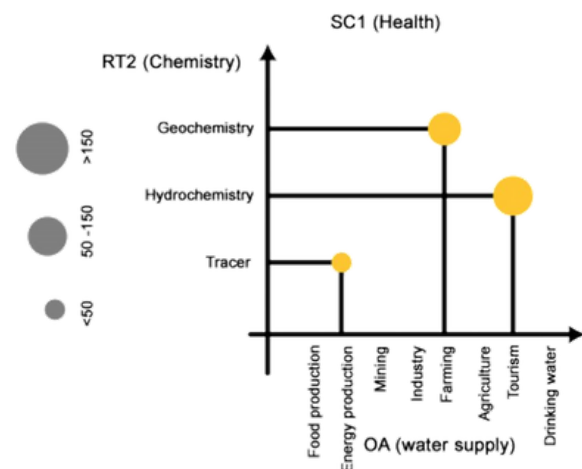 SC1 (Health)
RT2 (Chemistry)
Geochemistry
Hydrochemistry
Tracer
>150
50 -150
<50
Food production
Energy production
Mining
Industry
Farming
Agriculture
Tourism
Drinking water
OA (water supply)